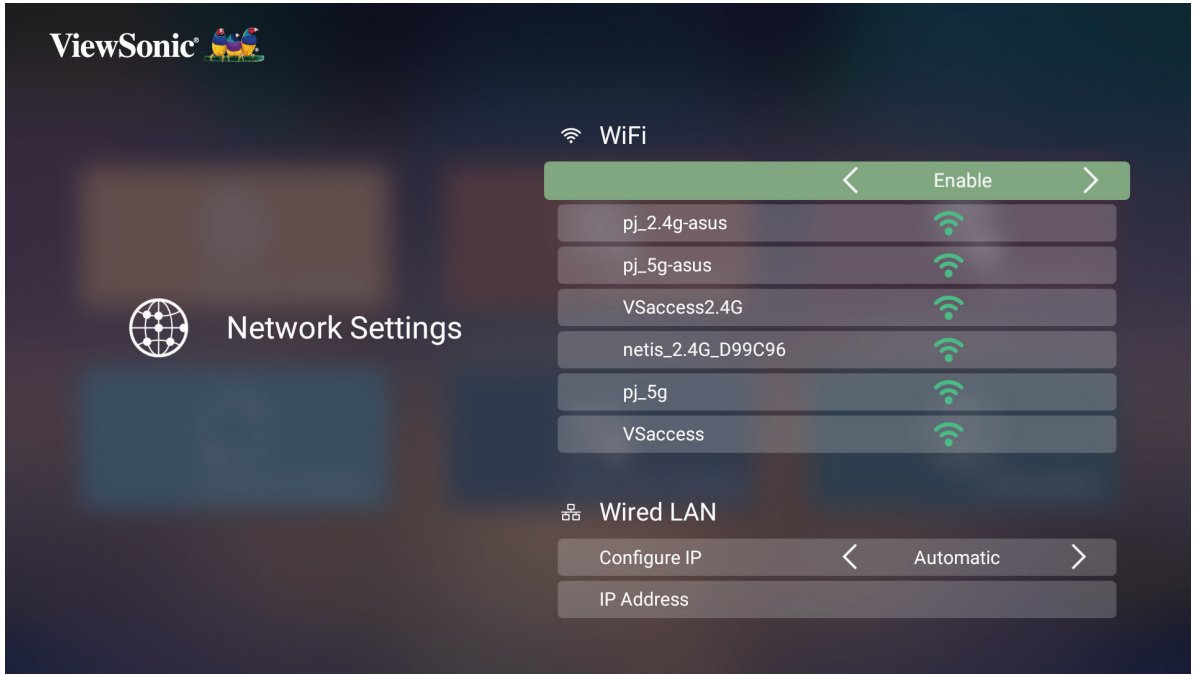 ViewSonic®
WiFi
Enable
pj_2.4g-asus
pj_5g-asus
VSaccess2.4G
Network Settings
netis_2.4G_D99C96
pj_5g
VSaccess
Wired LAN
Configure IP Automatic
IP Address